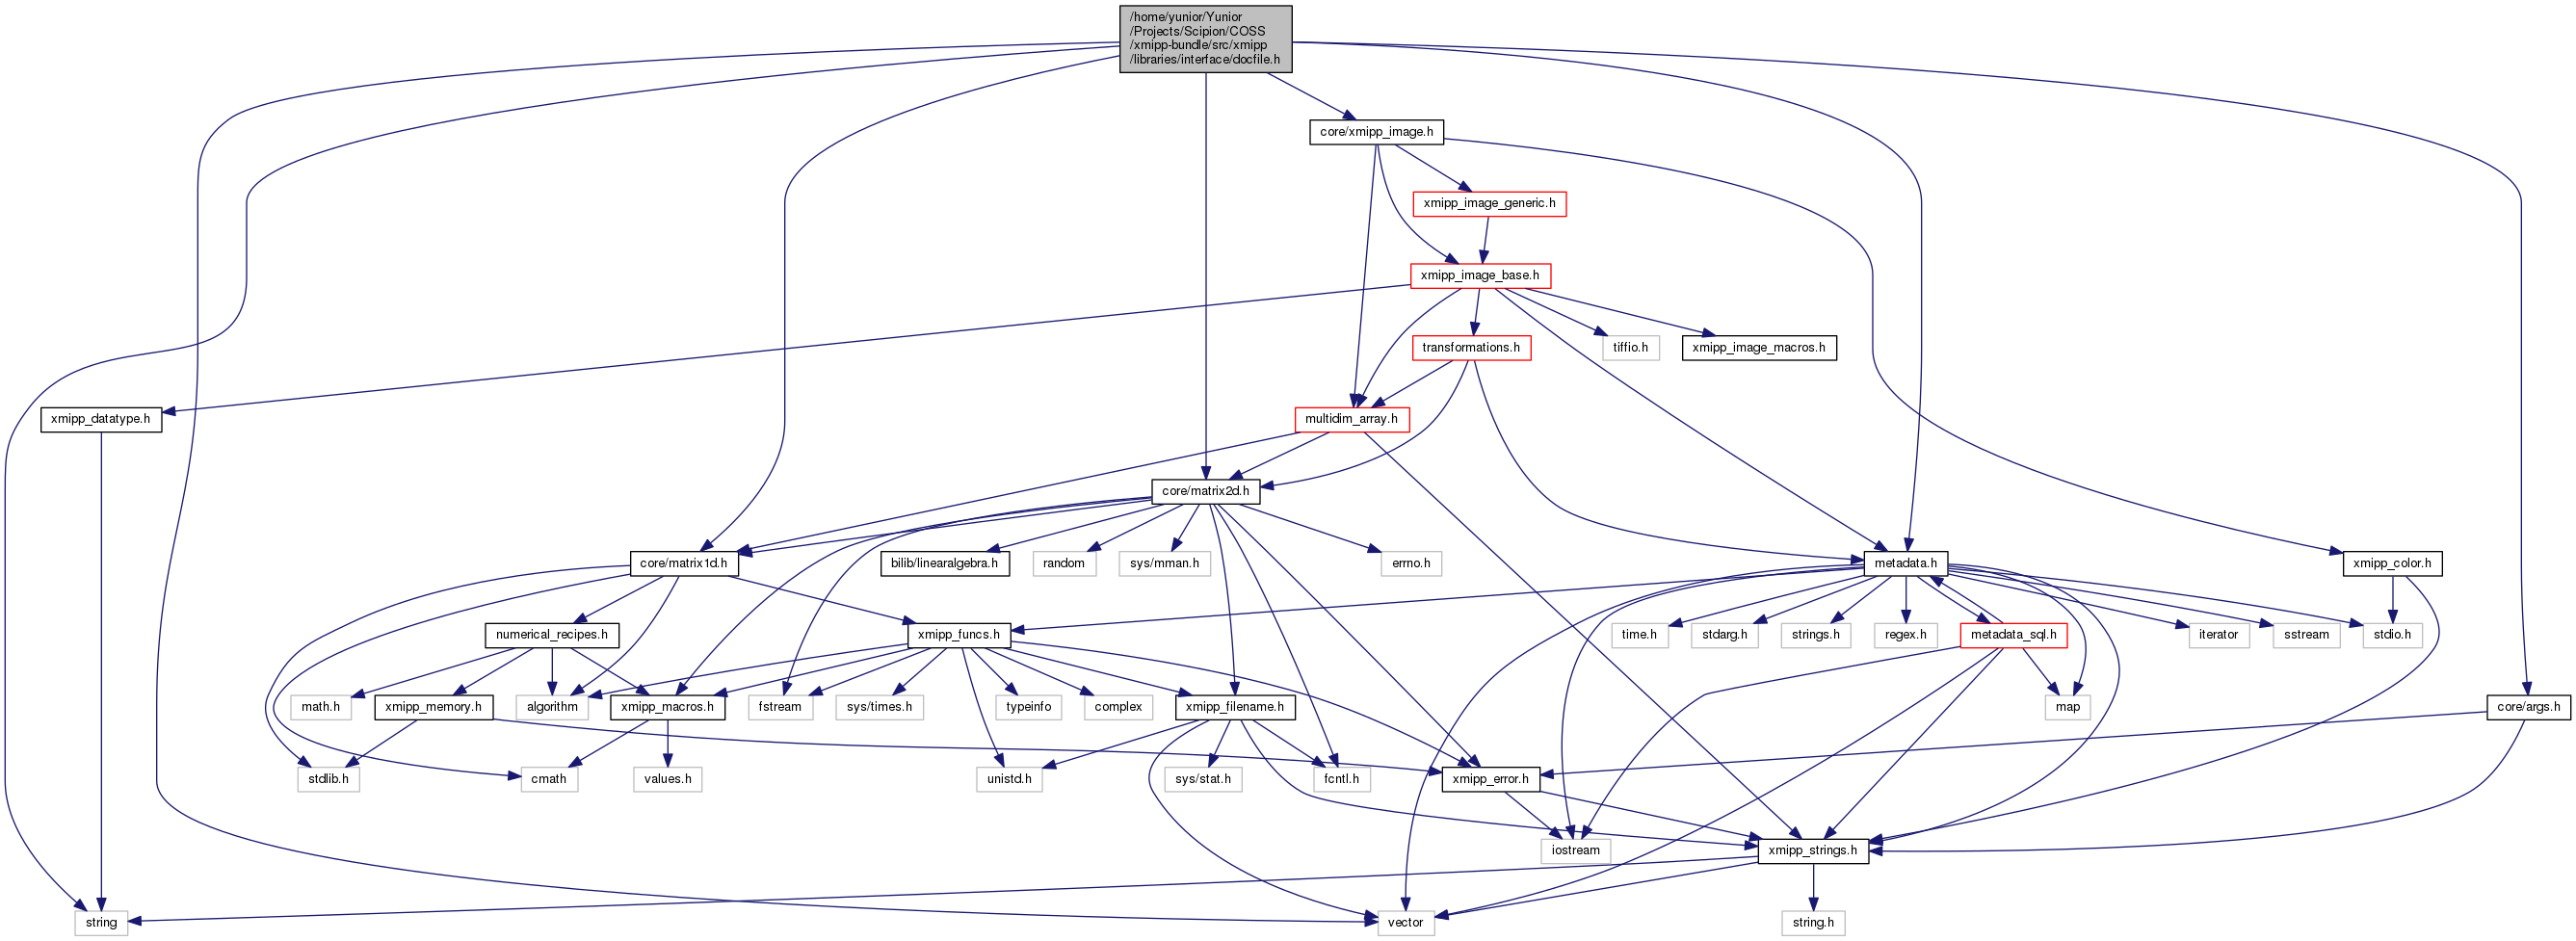 /home/yunior/Yunior
/Projects/Scipion/COSS
/xmipp-bundle/src/xmipp
/libraries/interface/docfile.h
core/xmipp_image.h
xmipp_image_generic.h
xmipp_image_base.h
transformations.h
tiffio.h
xmipp_image_macros.h
xmipp_datatype.h
multidim_array.h
core/matrix2d.h
core/matrix1d.h
bilib/linearalgebra.h
random
sys/mman.h
errno.h
metadata.h
xmipp_color.h
numerical_recipes.h
xmipp_funcs.h
time.h
stdarg.h
strings.h
regex.h
metadata_sql.h
iterator
sstream
stdio.h
math.h
xmipp_memory.h
algorithm
xmipp_macros.h
fstream
sys/times.h
typeinfo
complex
xmipp_filename.h
map
core/args.h
stdlib.h
cmath
values.h
unistd.h
sys/stat.h
fcntl.h
xmipp_error.h
iostream
xmipp_strings.h
string
vector
string.h